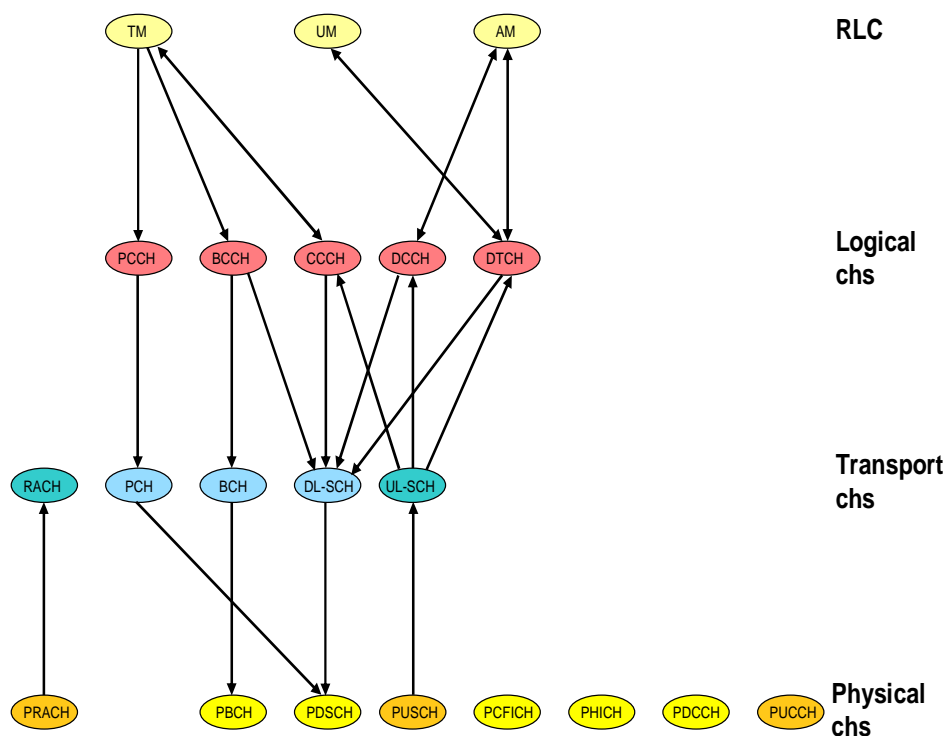 TM UM AM RLC
PCCH BCCH CCCH DCCH DTCH Logical
chs
RACH PCH BCH DL-SCH UL-SCH Transport
chs
PRACH PBCH PDSCH PUSCH PCFICH PHICH PDCCH PUCCH Physical
chs